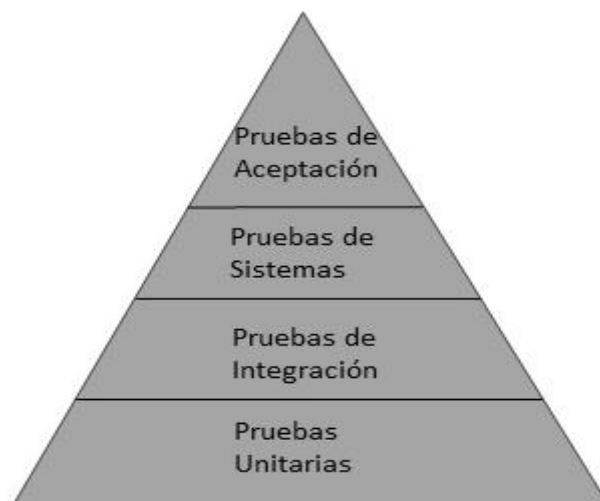 Pruebas de
Aceptación
Pruebas de
Sistemas
Pruebas de
Integración
Pruebas
Unitarias